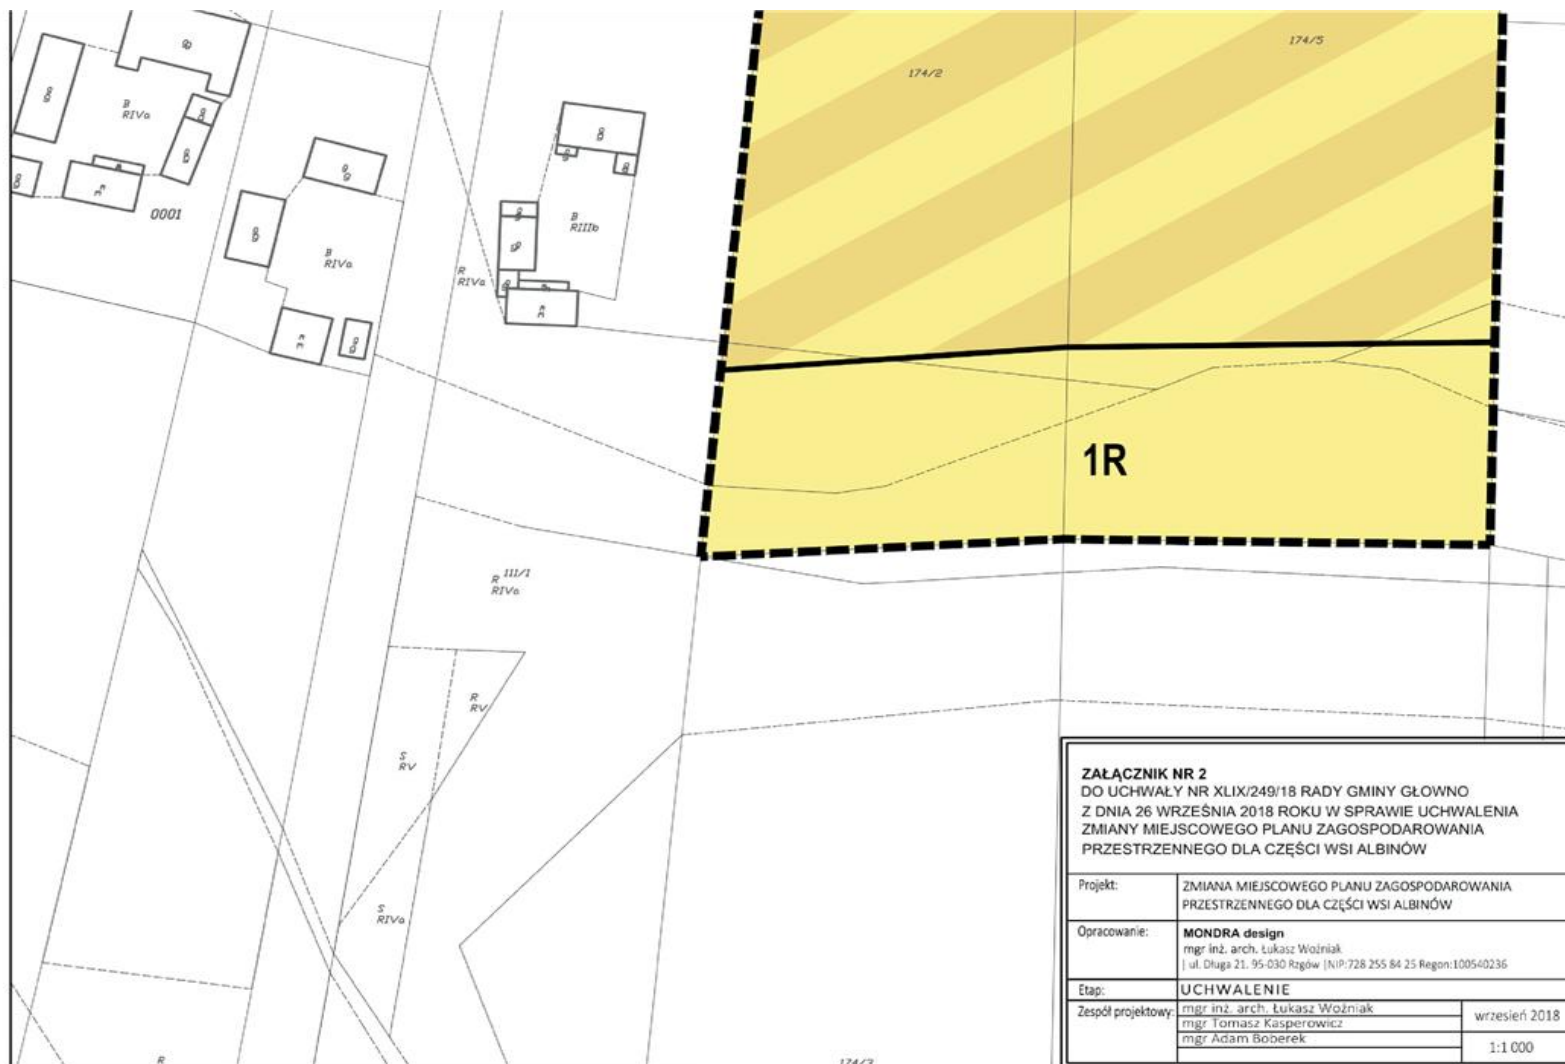 174/5
174/2
B
RIVa
0001
B
RIVa
B
RIIIb
R
RIVa
1R
R 111/1
RIVa
R
RV
S
RV
S
RIVa
R
174/3
ZAŁĄCZNIK NR 2
DO UCHWAŁY NR XLIX/249/18 RADY GMINY GŁOWNO
Z DNIA 26 WRZEŚNIA 2018 ROKU W SPRAWIE UCHWALENIA
ZMIANY MIEJSCOWEGO PLANU ZAGOSPODAROWANIA
PRZESTRZENNEGO DLA CZĘŚCI WSI ALBINÓW
Projekt: ZMIANA MIEJSCOWEGO PLANU ZAGOSPODAROWANIA
PRZESTRZENNEGO DLA CZĘŚCI WSI ALBINÓW
Opracowanie: MONDRA design
mgr inż. arch. Łukasz Woźniak
| ul. Długa 21. 95-030 Rzgów |NIP:728 255 84 25 Regon:100540236
Etap: UCHWALENIE
Zespół projektowy: mgr inż. arch. Łukasz Woźniak
mgr Tomasz Kasperowicz
mgr Adam Boberek
wrzesień 2018
1:1 000